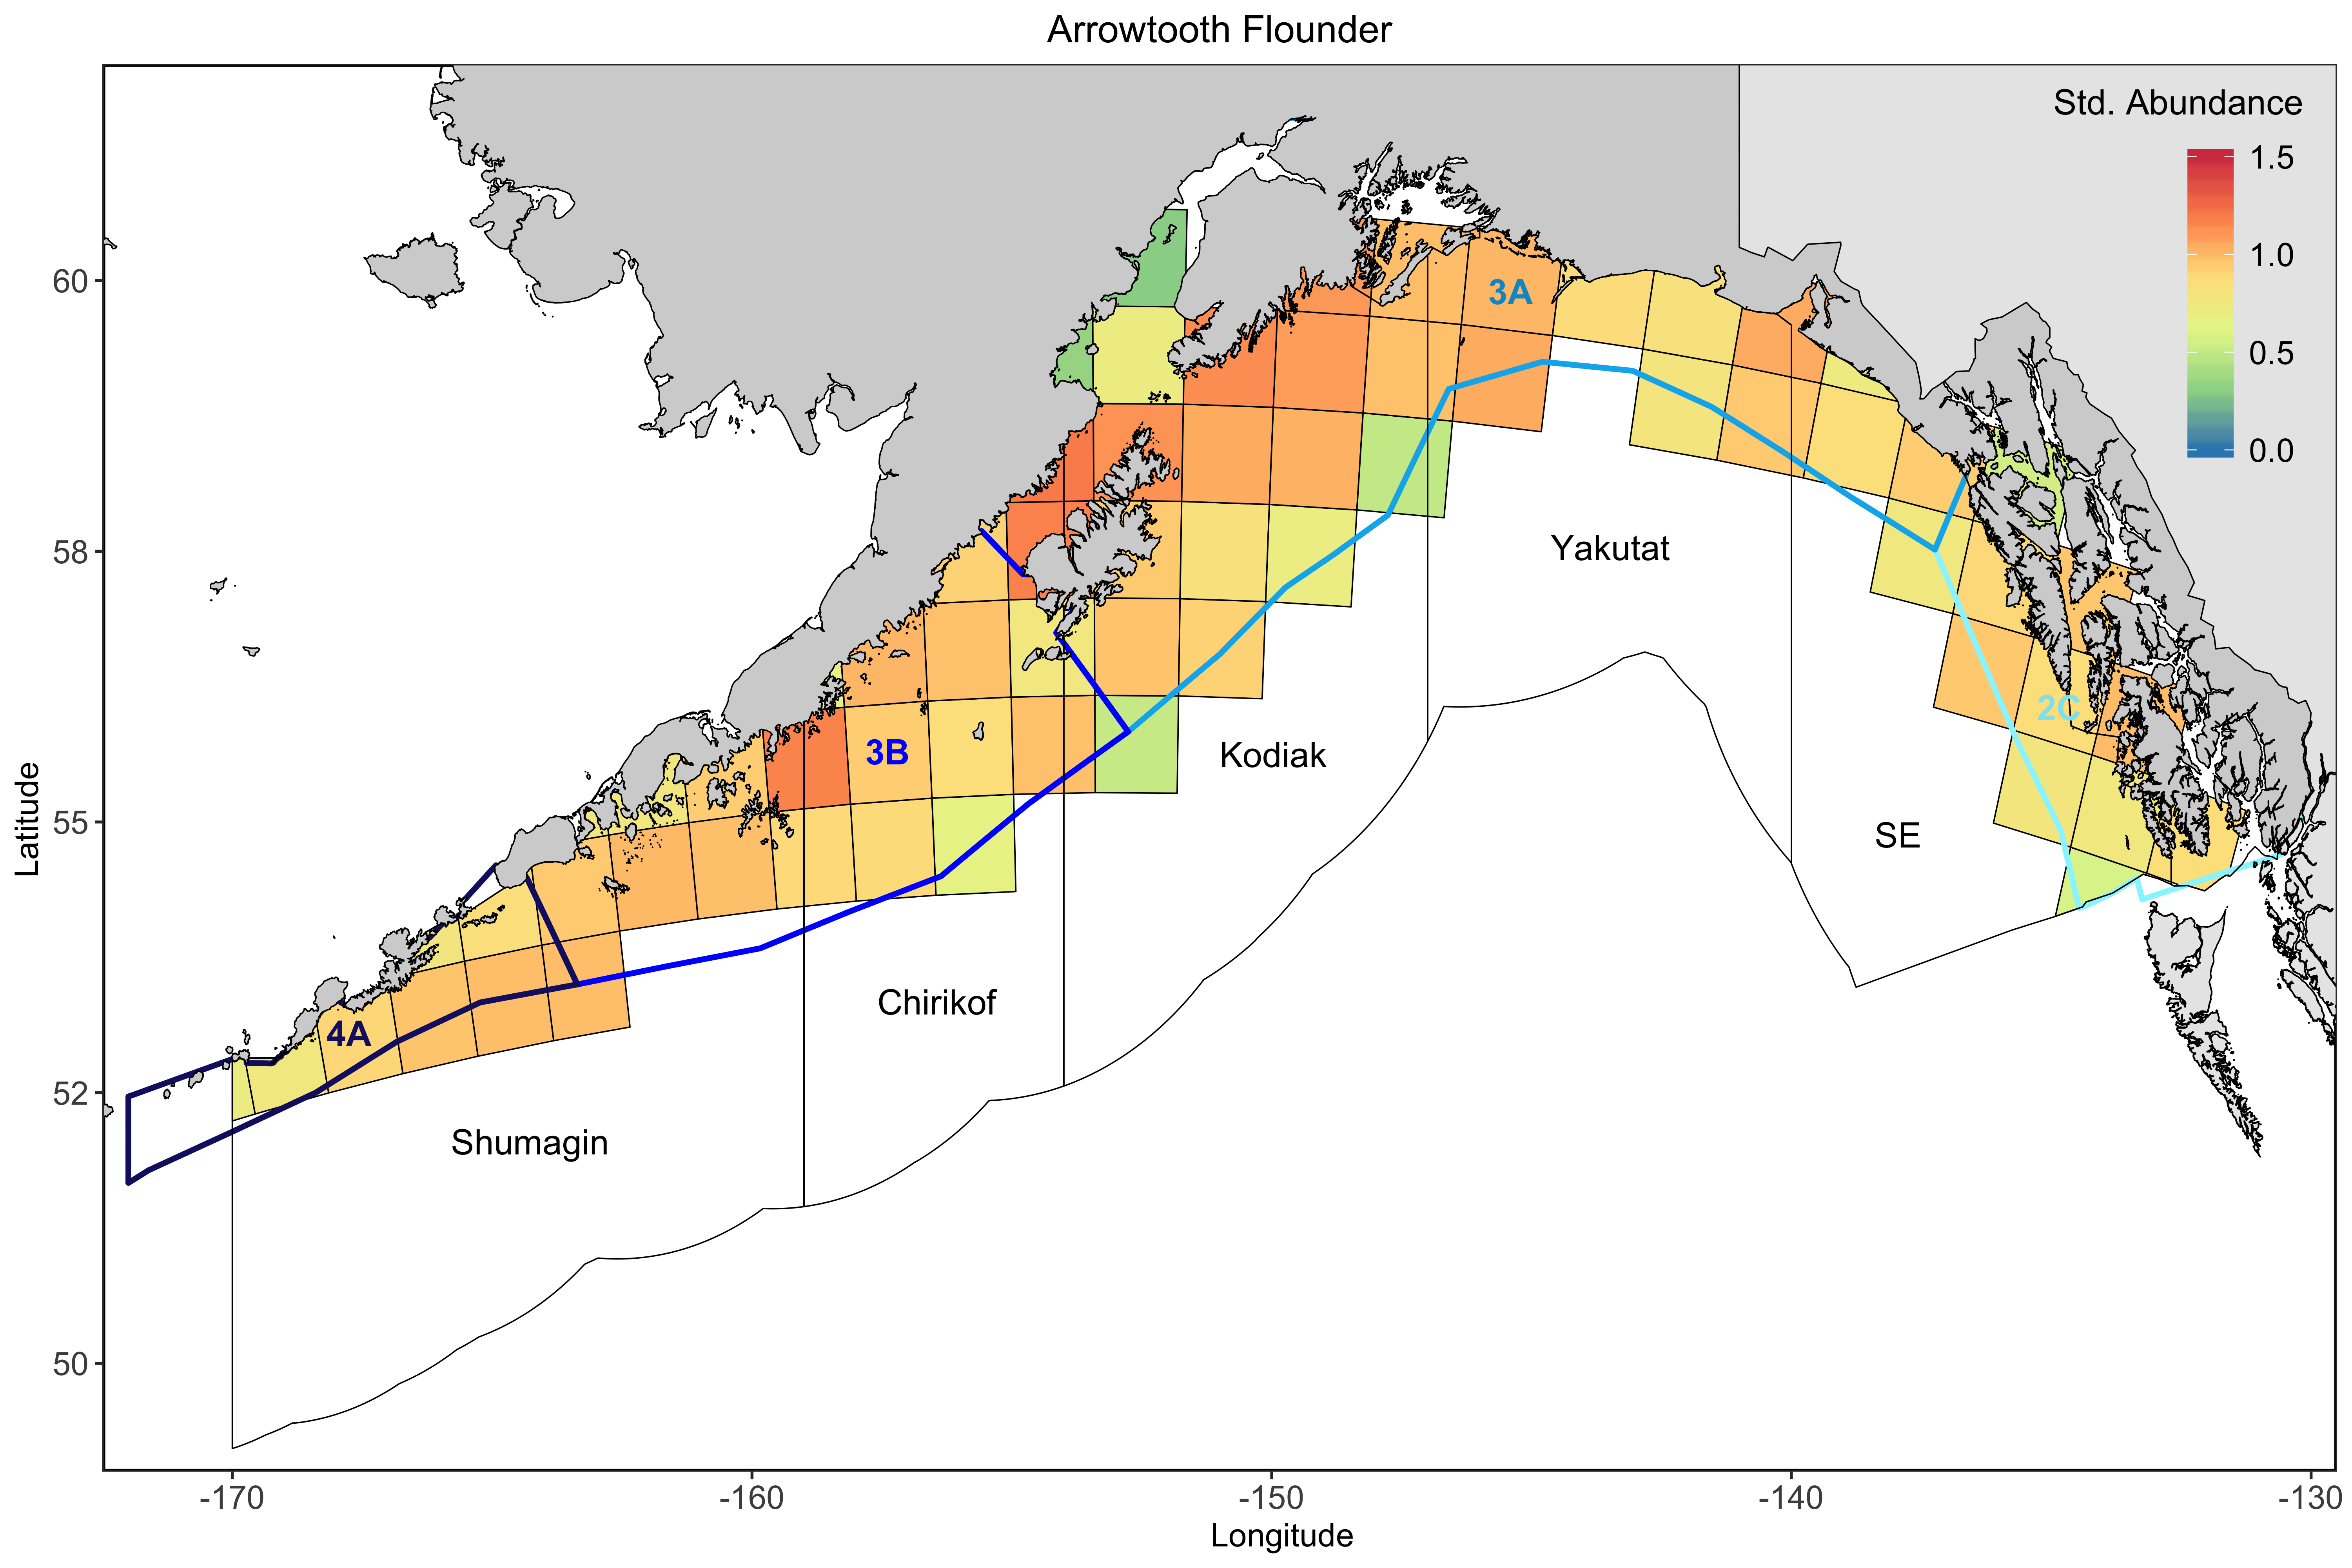 Arrowtooth Flounder
Std. Abundance
1.5
1.0
0.5
0.0
60
58
55
52
50
Latitude
3A
Yakutat
2C
3B
Kodiak
SE
Chirikof
4A
Shumagin
-170
-160
-150
-140
-130
Longitude